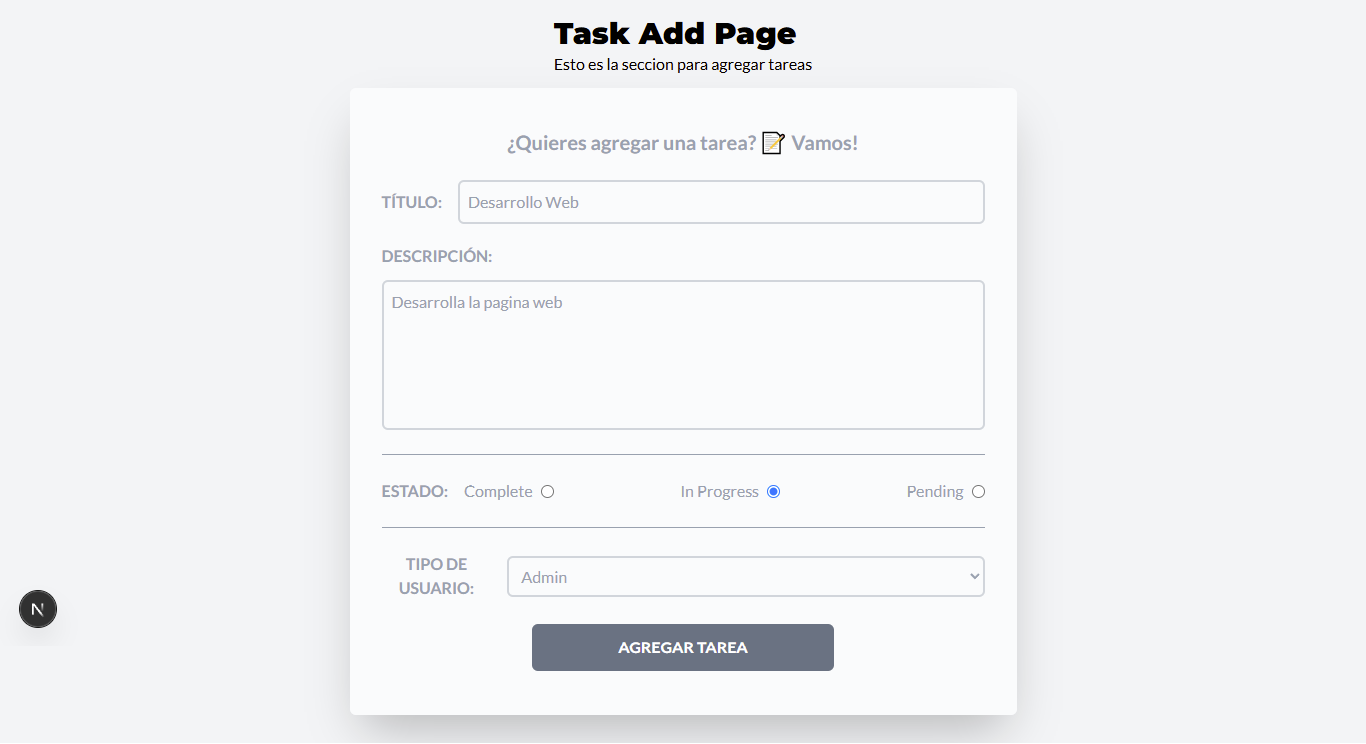 Task Add Page
Esto es la seccion para agregar tareas
¿Quieres agregar una tarea? 📝 Vamos!
TÍTULO: Desarrollo Web
DESCRIPCIÓN:
Desarrolla la pagina web
ESTADO: Complete In Progress Pending
TIPO DE
USUARIO:
Admin
N
AGREGAR TAREA